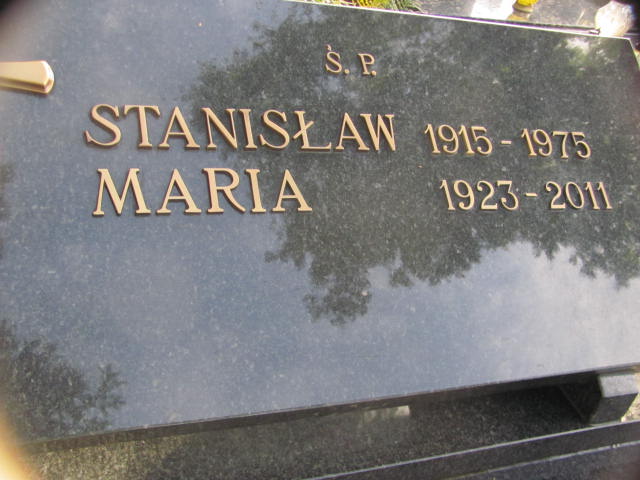 Ś. P.
STANISŁAW 1915 - 1975
MARIA 1923 - 2011